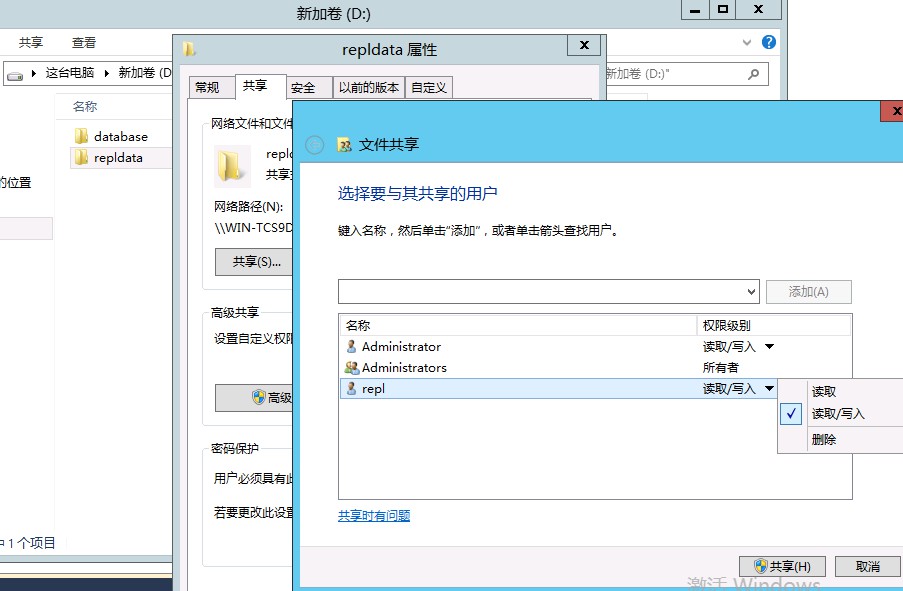 新加卷 (D:)
共享 查看
这台电脑 新加卷 (D
新加卷 (D:)"
名称
database
repldata
的位置
1 个项目
repldata 属性
常规 共享 安全 以前的版本 自定义
网络文件和文件
共享
网络路径(N):
\\WIN-TCS9D
共享(S)...
高级共享
设置自定义权限
高级
密码保护
用户必须具有此
若要更改此设置
文件共享
选择要与其共享的用户
键入名称，然后单击"添加"，或者单击箭头查找用户。
添加(A)
名称 权限级别
Administrator 读取/写入
Administrators 所有者
repl 读取/写入
读取
读取/写入
删除
共享时有问题
共享(H) 取消
激活 Windows